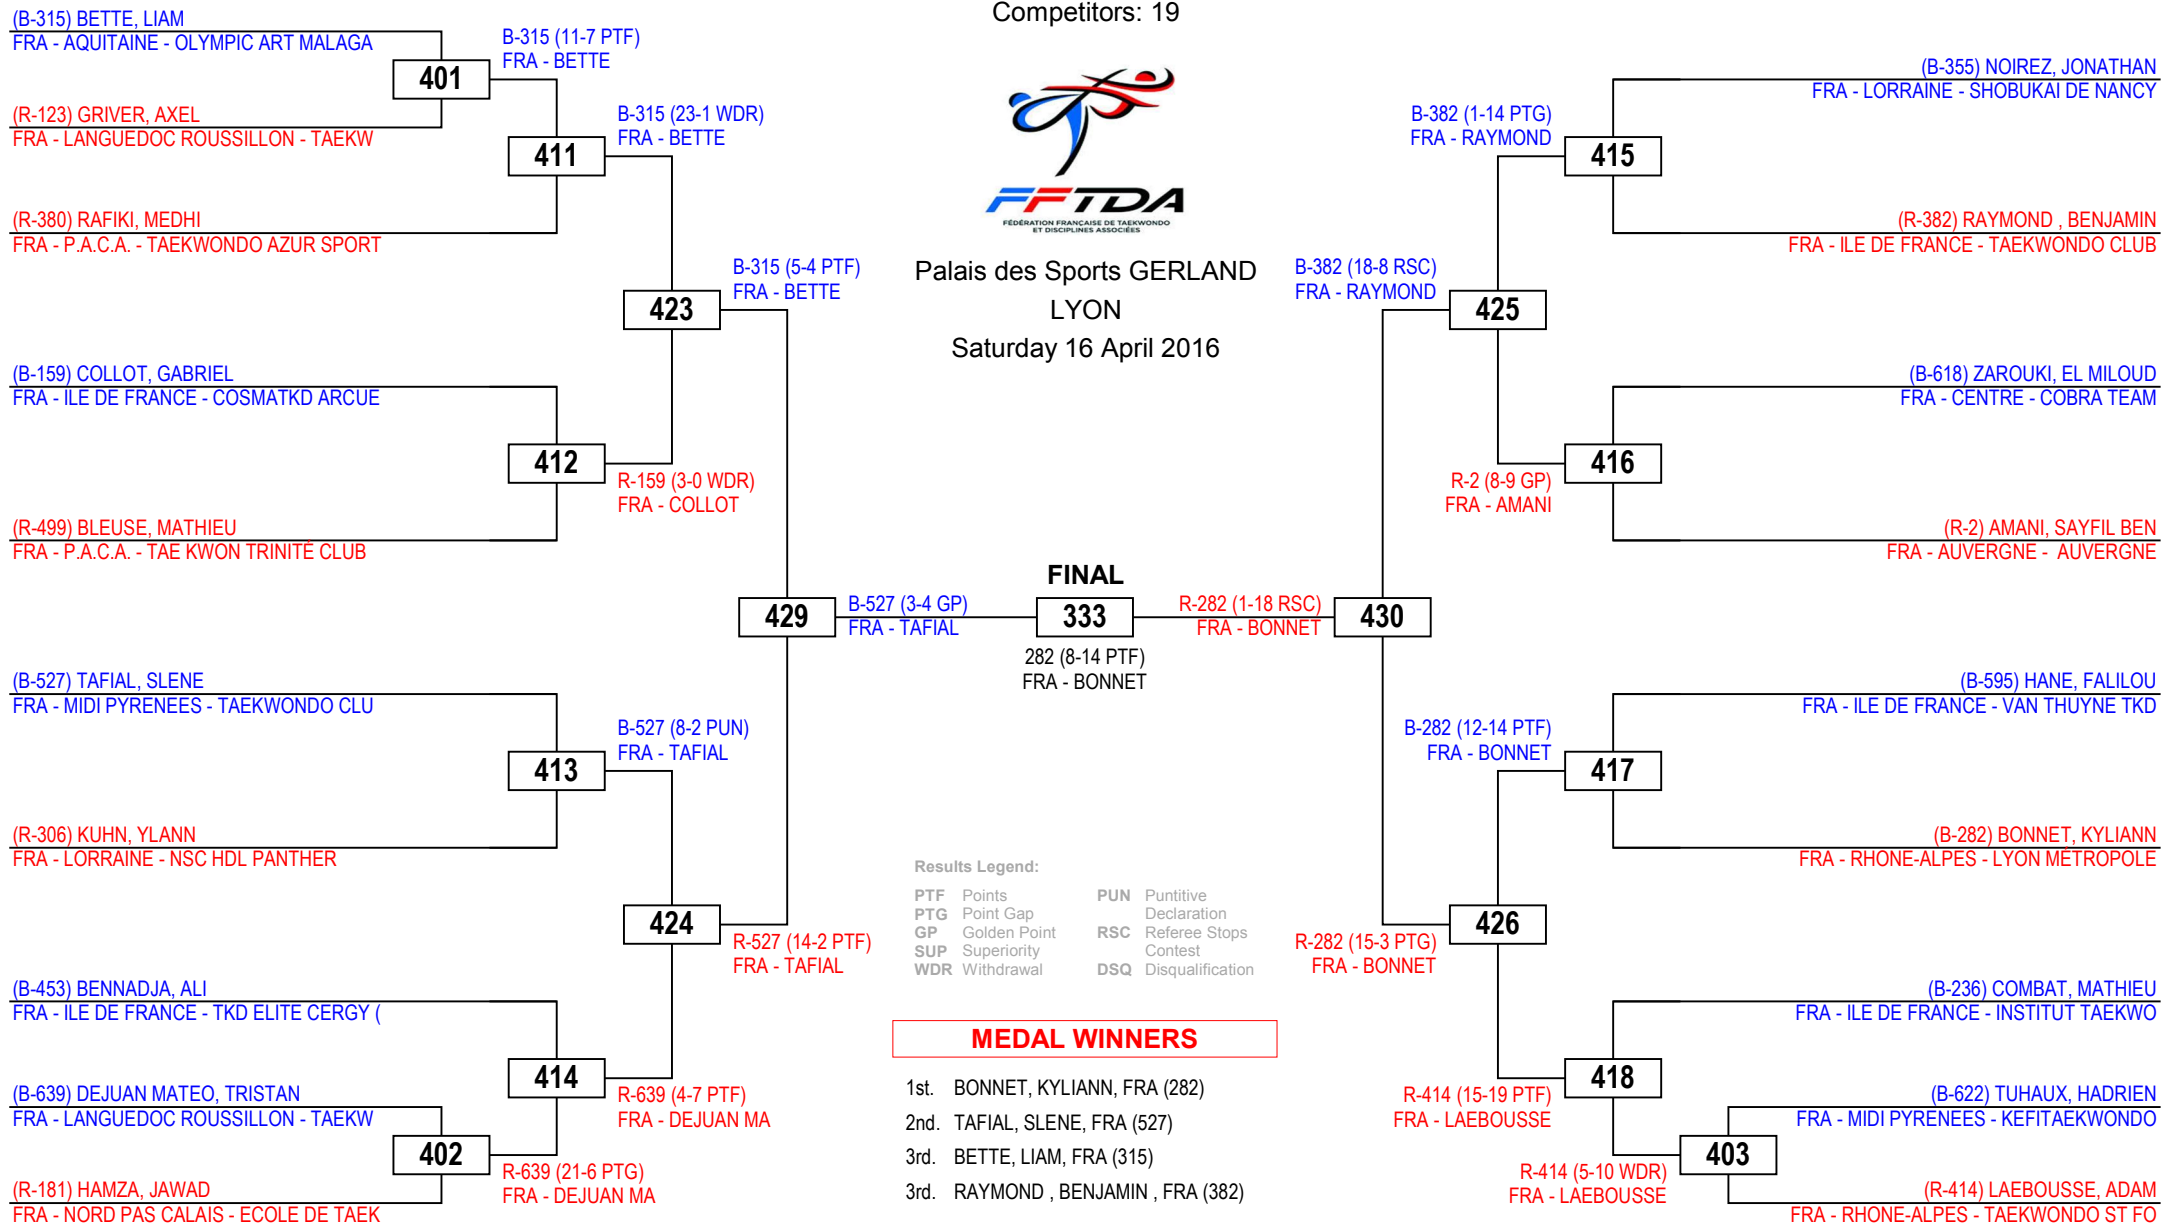 Competitors: 19
FFTDA
FÉDÉRATION FRANÇAISE DE TAEKWONDO
ET DISCIPLINES ASSOCIÉES
Palais des Sports GERLAND
LYON
Saturday 16 April 2016
(B-315) BETTE, LIAM
FRA - AQUITAINE - OLYMPIC ART MALAGA
401
B-315 (11-7 PTF)
FRA - BETTE
(R-123) GRIVER, AXEL
FRA - LANGUEDOC ROUSSILLON - TAEKW
411
B-315 (23-1 WDR)
FRA - BETTE
(R-380) RAFIKI, MEDHI
FRA - P.A.C.A. - TAEKWONDO AZUR SPORT
423
B-315 (5-4 PTF)
FRA - BETTE
(B-159) COLLOT, GABRIEL
FRA - ILE DE FRANCE - COSMATKD ARCUE
412
R-159 (3-0 WDR)
FRA - COLLOT
(R-499) BLEUSE, MATHIEU
FRA - P.A.C.A. - TAE KWON TRINITÉ CLUB
429
B-527 (3-4 GP)
FRA - TAFIAL
(B-527) TAFIAL, SLENE
FRA - MIDI PYRENEES - TAEKWONDO CLU
413
B-527 (8-2 PUN)
FRA - TAFIAL
(R-306) KUHN, YLANN
FRA - LORRAINE - NSC HDL PANTHER
424
R-527 (14-2 PTF)
FRA - TAFIAL
(B-453) BENNADJA, ALI
FRA - ILE DE FRANCE - TKD ELITE CERGY (
414
R-639 (4-7 PTF)
FRA - DEJUAN MA
(B-639) DEJUAN MATEO, TRISTAN
FRA - LANGUEDOC ROUSSILLON - TAEKW
402
R-639 (21-6 PTG)
FRA - DEJUAN MA
(R-181) HAMZA, JAWAD
FRA - NORD PAS CALAIS - ECOLE DE TAEK
FINAL
333
282 (8-14 PTF)
FRA - BONNET
R-282 (1-18 RSC)
FRA - BONNET
430
(B-355) NOIREZ, JONATHAN
FRA - LORRAINE - SHOBUKAI DE NANCY
B-382 (1-14 PTG)
FRA - RAYMOND
415
(R-382) RAYMOND , BENJAMIN
FRA - ILE DE FRANCE - TAEKWONDO CLUB
B-382 (18-8 RSC)
FRA - RAYMOND
425
(B-618) ZAROUKI, EL MILOUD
FRA - CENTRE - COBRA TEAM
416
R-2 (8-9 GP)
FRA - AMANI
(R-2) AMANI, SAYFIL BEN
FRA - AUVERGNE - AUVERGNE
(B-595) HANE, FALILOU
FRA - ILE DE FRANCE - VAN THUYNE TKD
B-282 (12-14 PTF)
FRA - BONNET
417
(B-282) BONNET, KYLIANN
FRA - RHONE-ALPES - LYON MÉTROPOLE
426
R-282 (15-3 PTG)
FRA - BONNET
(B-236) COMBAT, MATHIEU
FRA - ILE DE FRANCE - INSTITUT TAEKWO
418
R-414 (15-19 PTF)
FRA - LAEBOUSSE
(B-622) TUHAUX, HADRIEN
FRA - MIDI PYRENEES - KEFITAEKWONDO
403
R-414 (5-10 WDR)
FRA - LAEBOUSSE
(R-414) LAEBOUSSE, ADAM
FRA - RHONE-ALPES - TAEKWONDO ST FO
Results Legend:
PTF Points
PTG Point Gap
GP Golden Point
SUP Superiority
WDR Withdrawal
PUN Puntitive
Declaration
RSC Referee Stops
Contest
DSQ Disqualification
MEDAL WINNERS
1st. BONNET, KYLIANN, FRA (282)
2nd. TAFIAL, SLENE, FRA (527)
3rd. BETTE, LIAM, FRA (315)
3rd. RAYMOND , BENJAMIN , FRA (382)